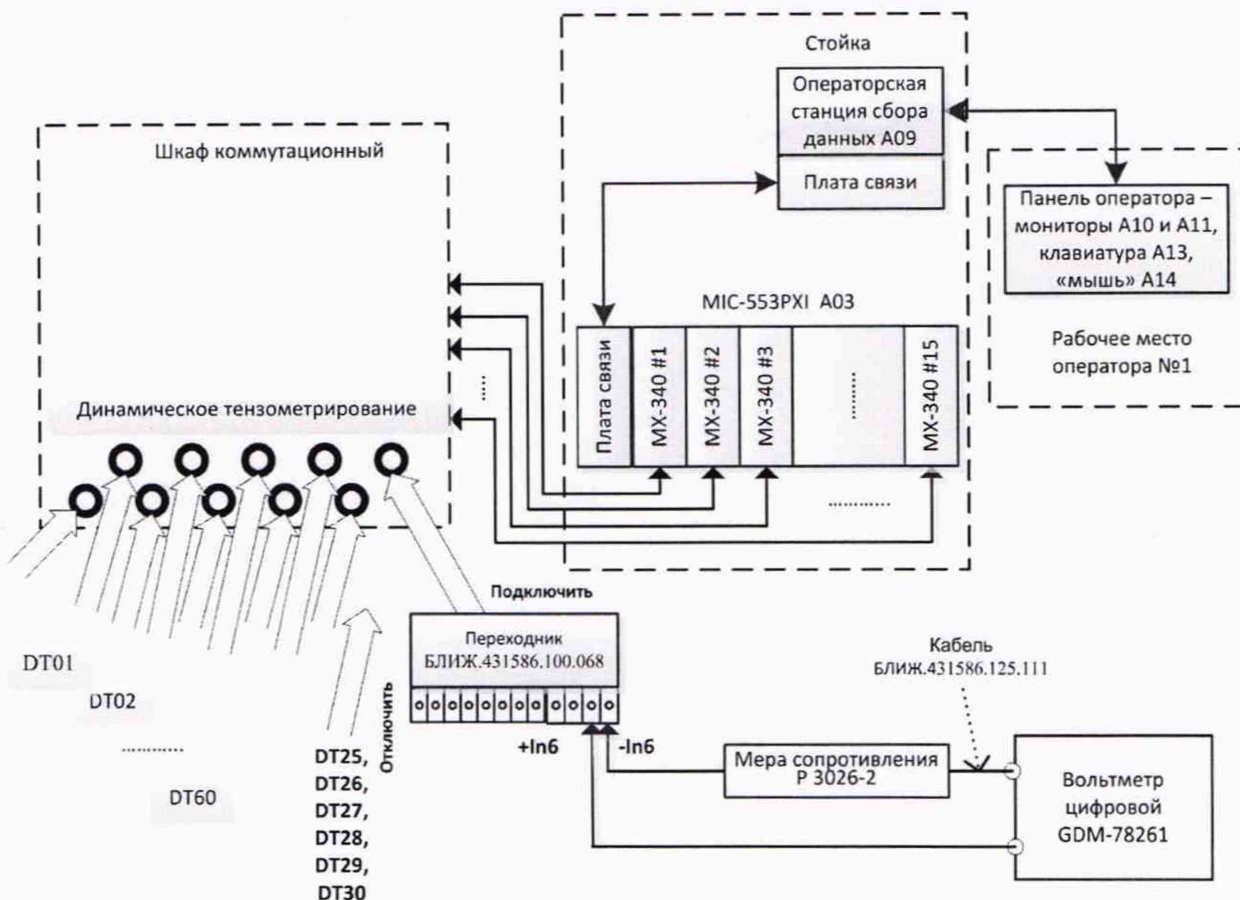 Стойка
Операторская
станция сбора
данных А09
Плата связи
Шкаф коммутационный
Панель оператора –
мониторы А10 и А11,
клавиатура А13,
«мышь» А14
Рабочее место
оператора №1
MIC-553PXI А03
Плата связи
MX-340 #1
MX-340 #2
MX-340 #3
..........
MX-340 #15
..........
Динамическое тензометрирование
..........
DT01
DT02
..........
DT60
Отключить
DT25,
DT26,
DT27,
DT28,
DT29,
DT30
Подключить
Переходник
БЛИЖ.431586.100.068
+In6
-In6
Кабель
БЛИЖ.431586.125.111
Мера сопротивления
Р 3026-2
Вольтметр
цифровой
GDM-78261